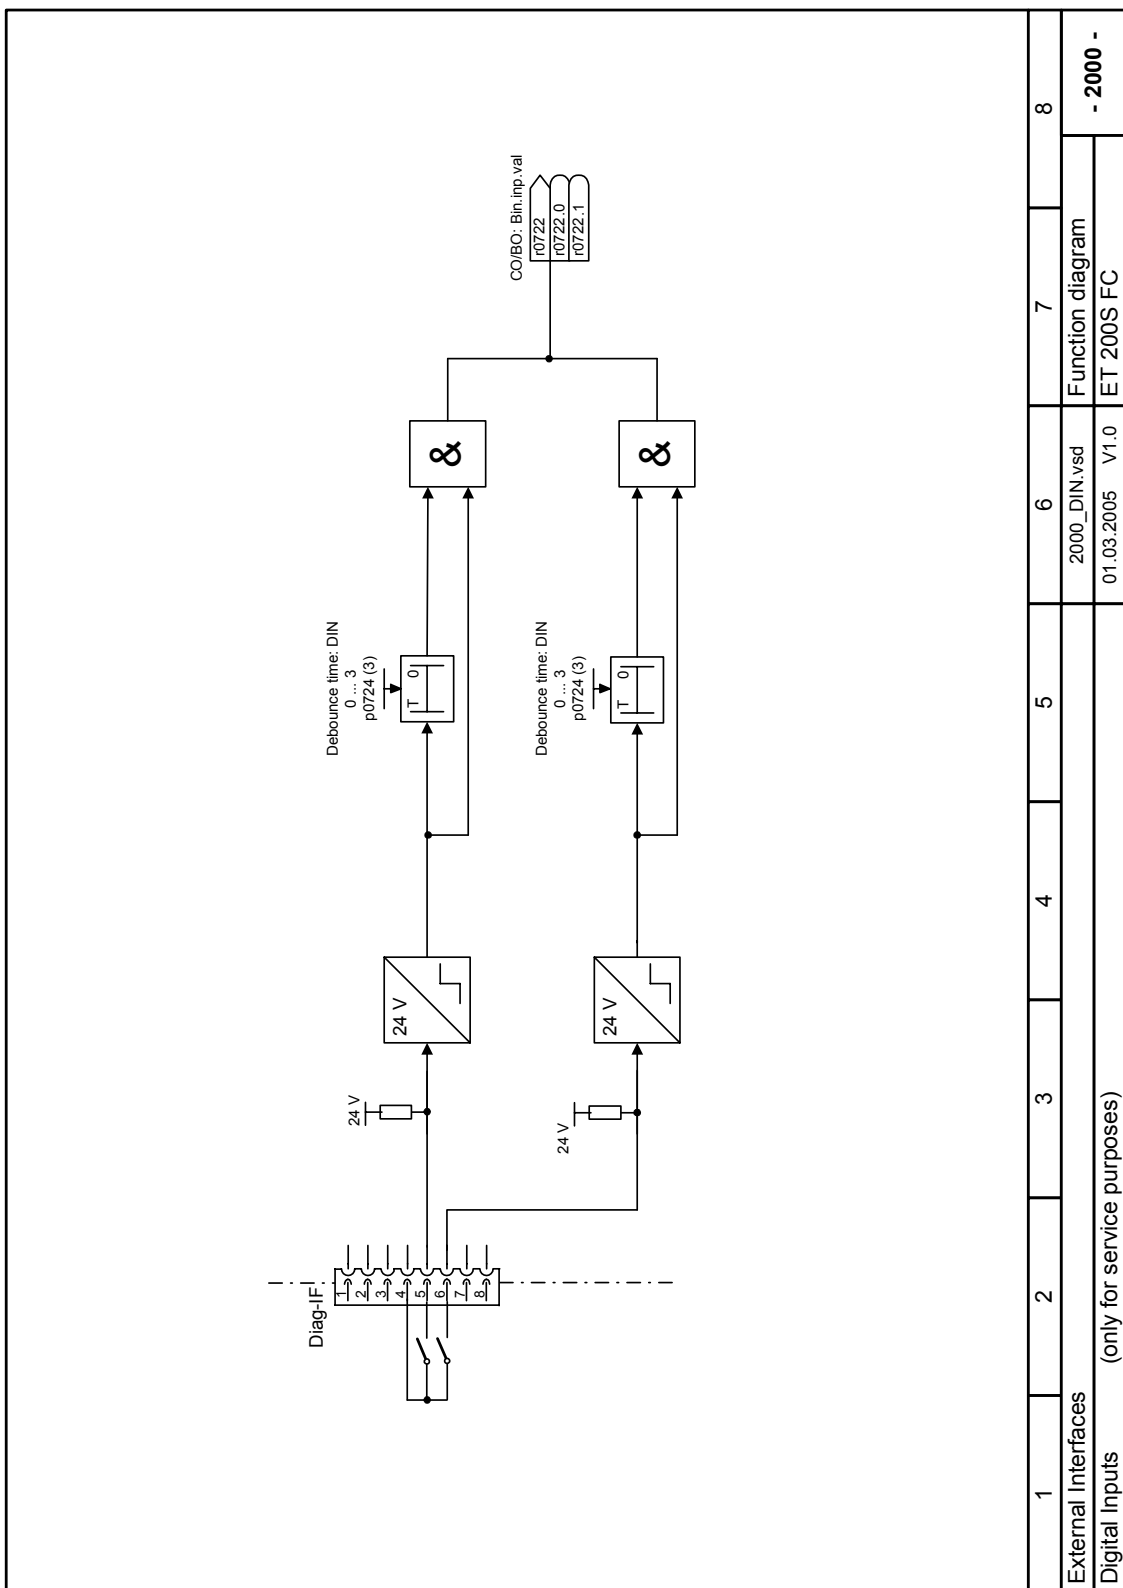 CO/BO: Bin.inp.val
r0722
r0722.0
r0722.1
Debounce time: DIN
0 ... 3
p0724 (3)
T 0
&
24 V
24 V
Diag-IF
1
2
3
4
5
6
7
8
Debounce time: DIN
0 ... 3
p0724 (3)
T 0
&
24 V
24 V
1 2 3 4 5 6 7 8
External Interfaces 2000_DIN.vsd Function diagram - 2000 -
Digital Inputs (only for service purposes) 01.03.2005 V1.0 ET 200S FC